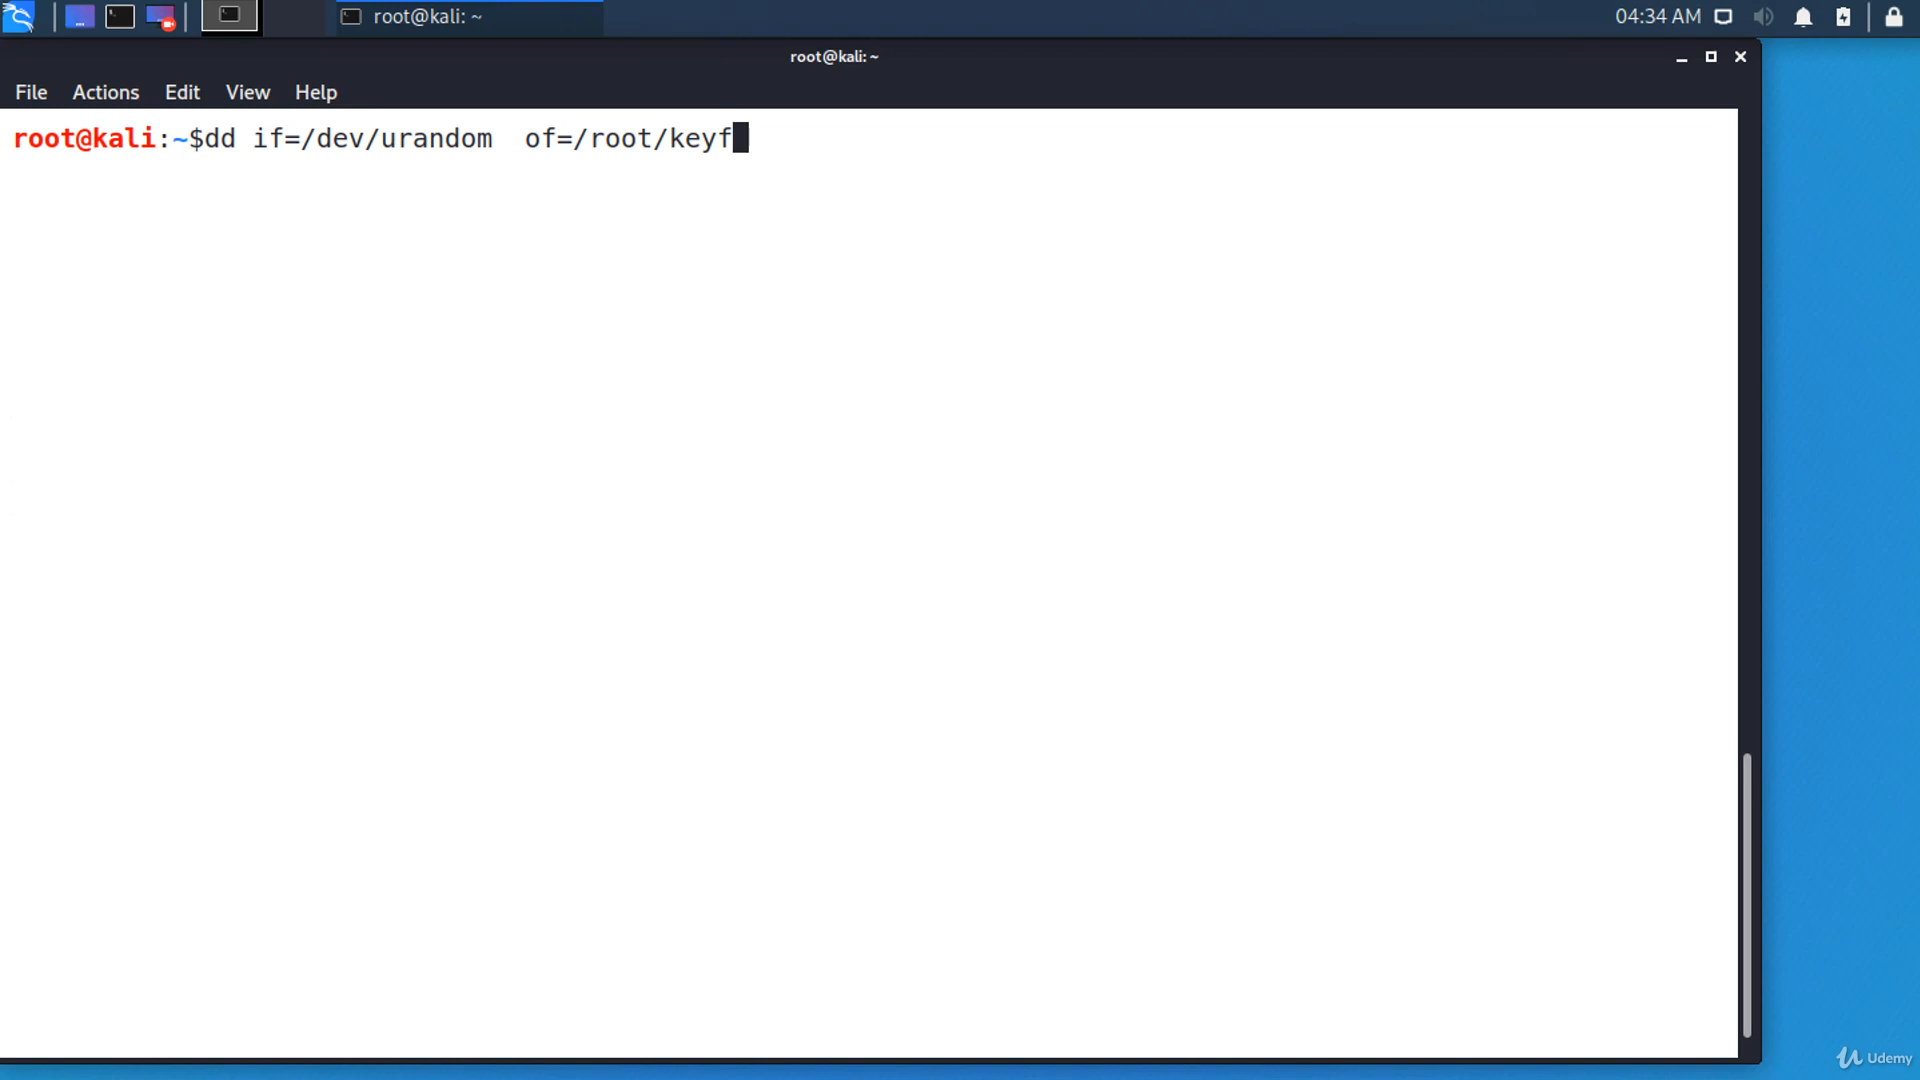 root@kali: ~
04:34 AM
root@kali: ~
File Actions Edit View Help
root@kali:~$dd if=/dev/urandom  of=/root/keyf
Udemy